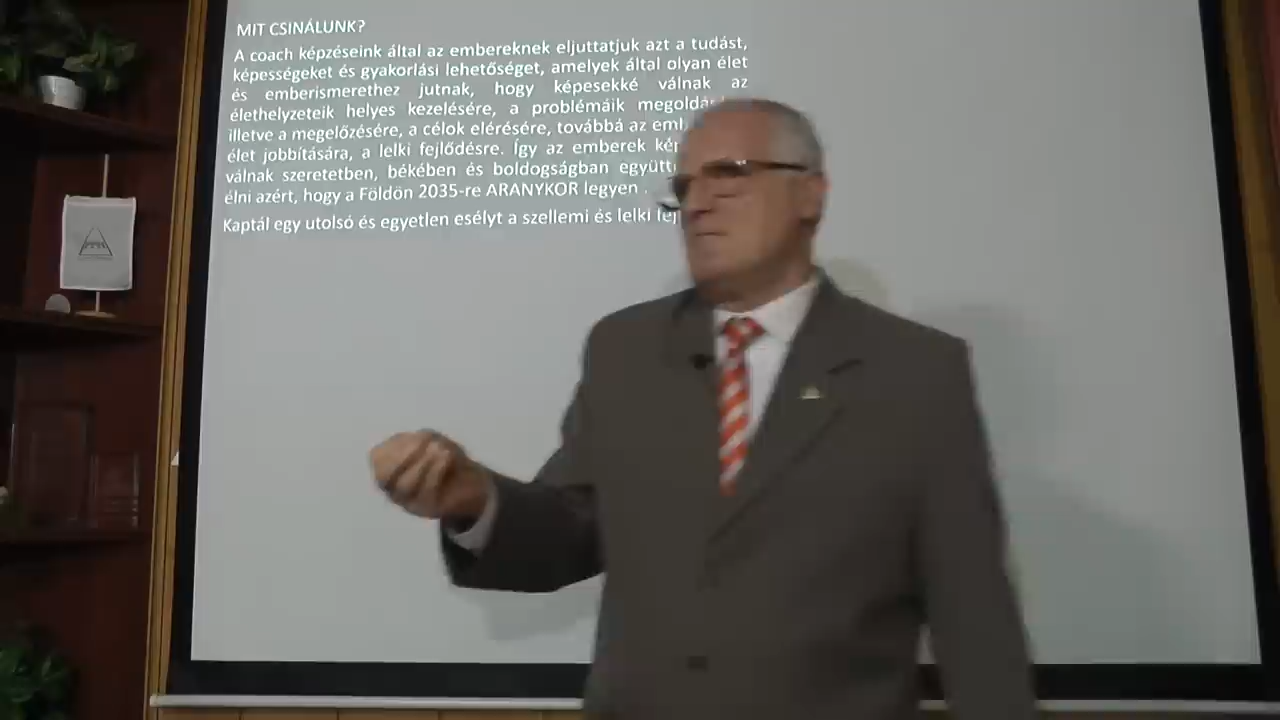 MIT CSINÁLUNK?
A coach képzéseink által az embereknek eljuttatjuk azt a tudást,
képességeket és gyakorlási lehetőséget, amelyek által olyan élet
és emberismerethez jutnak, hogy képesekké válnak az
élethelyzeteik helyes kezelésére, a problémáik
illetve a megelőzésére, a célok elérésére, továbbá az
élet jobbítására, a lelki fejlődésre. Így az emberek
válnak szeretetben, békében és boldogságban
élni azért, hogy a Földön 2035-re ARANYKOR legyen .
Kaptál egy utolsó és egyetlen esélyt a szellemi és lelki